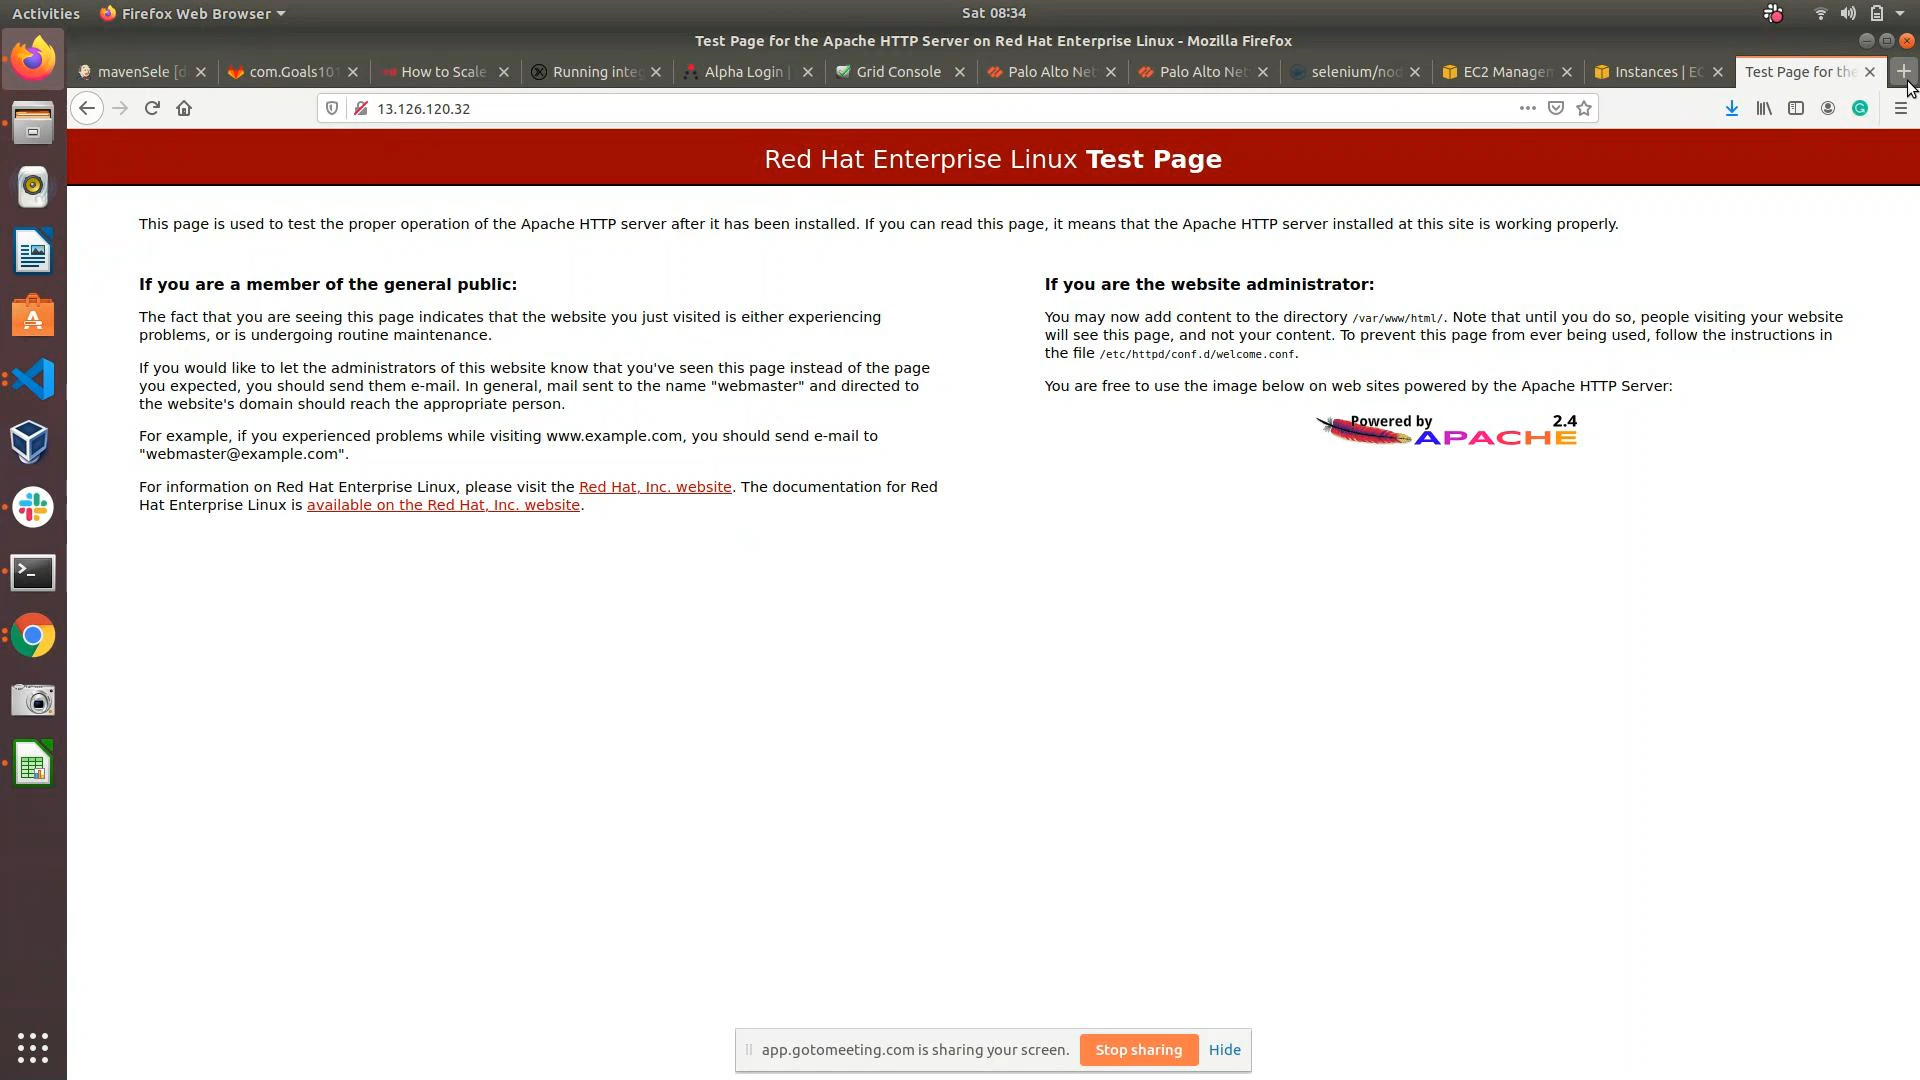 Activities Firefox Web Browser Sat 08:34
Test Page for the Apache HTTP Server on Red Hat Enterprise Linux - Mozilla Firefox
mavenSele [d com.Goals101 How to Scale Running inte Alpha Login | Grid Console Palo Alto Net Palo Alto Net selenium/nod EC2 Managem Instances | EC Test Page for the
13.126.120.32
Red Hat Enterprise Linux Test Page
This page is used to test the proper operation of the Apache HTTP server after it has been installed. If you can read this page, it means that the Apache HTTP server installed at this site is working properly.
If you are a member of the general public:
The fact that you are seeing this page indicates that the website you just visited is either experiencing
problems, or is undergoing routine maintenance.
If you would like to let the administrators of this website know that you've seen this page instead of the page
you expected, you should send them e-mail. In general, mail sent to the name "webmaster" and directed to
the website's domain should reach the appropriate person.
For example, if you experienced problems while visiting www.example.com, you should send e-mail to
"webmaster@example.com".
For information on Red Hat Enterprise Linux, please visit the Red Hat, Inc. website. The documentation for Red
Hat Enterprise Linux is available on the Red Hat, Inc. website.
If you are the website administrator:
You may now add content to the directory /var/www/html/. Note that until you do so, people visiting your website
will see this page, and not your content. To prevent this page from ever being used, follow the instructions in
the file /etc/httpd/conf.d/welcome.conf.
You are free to use the image below on web sites powered by the Apache HTTP Server:
Powered by 2.4
APACHE
app.gotomeeting.com is sharing your screen. Stop sharing Hide